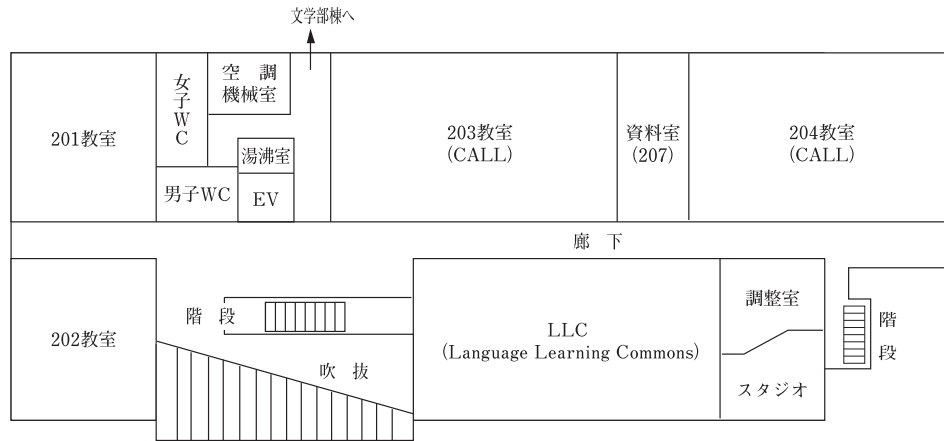 文学部棟へ
201教室
女子WC
空 調
機械室
湯沸室
男子WC
EV
203教室
(CALL)
資料室
(207)
204教室
(CALL)
廊 下
202教室
階 段
吹 抜
LLC
(Language Learning Commons)
調整室
スタジオ
階段